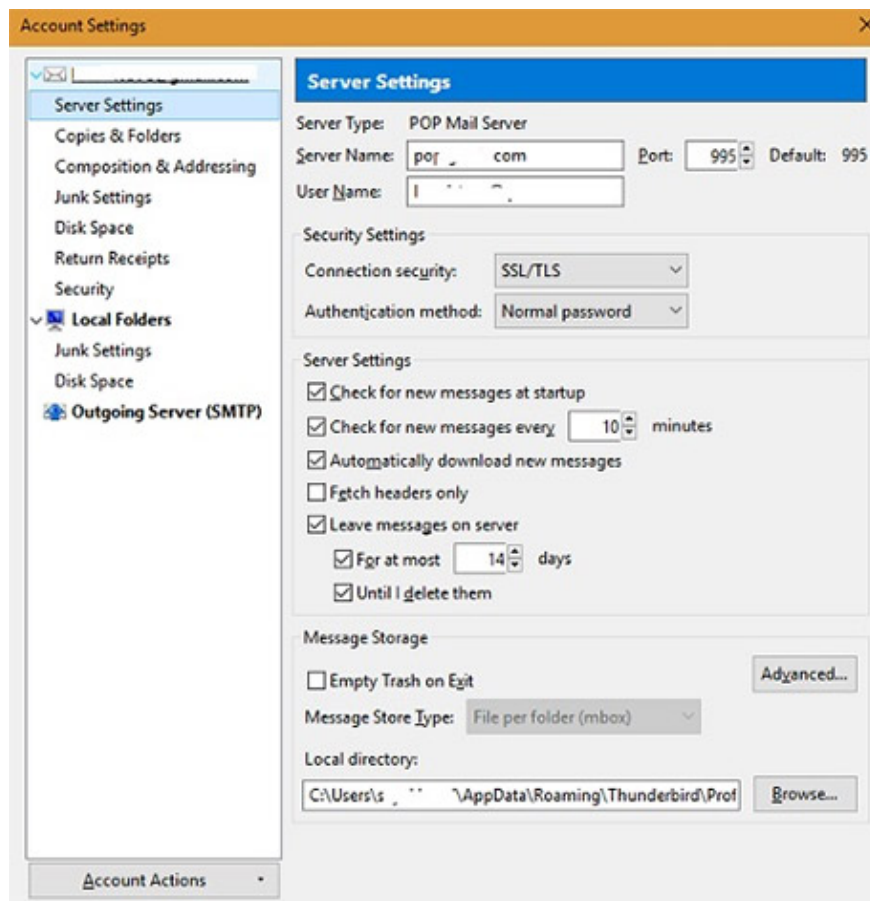 Account Settings
Server Settings
Copies & Folders
Composition & Addressing
Junk Settings
Disk Space
Return Receipts
Security
Local Folders
Junk Settings
Disk Space
Outgoing Server (SMTP)
Account Actions
Server Settings
Server Type: POP Mail Server
Server Name: com Port: 995 Default: 995
User Name:
Security Settings
Connection security: SSL/TLS
Authentication method: Normal password
Server Settings
Check for new messages at startup
Check for new messages every 10 minutes
Automatically download new messages
Fetch headers only
Leave messages on server
For at most 14 days
Until I delete them
Message Storage
Empty Trash on Exit Advanced...
Message Store Type: File per folder (mbox)
Local directory:
C:\Users\s \AppData\Roaming\Thunderbird\Prof Browse...